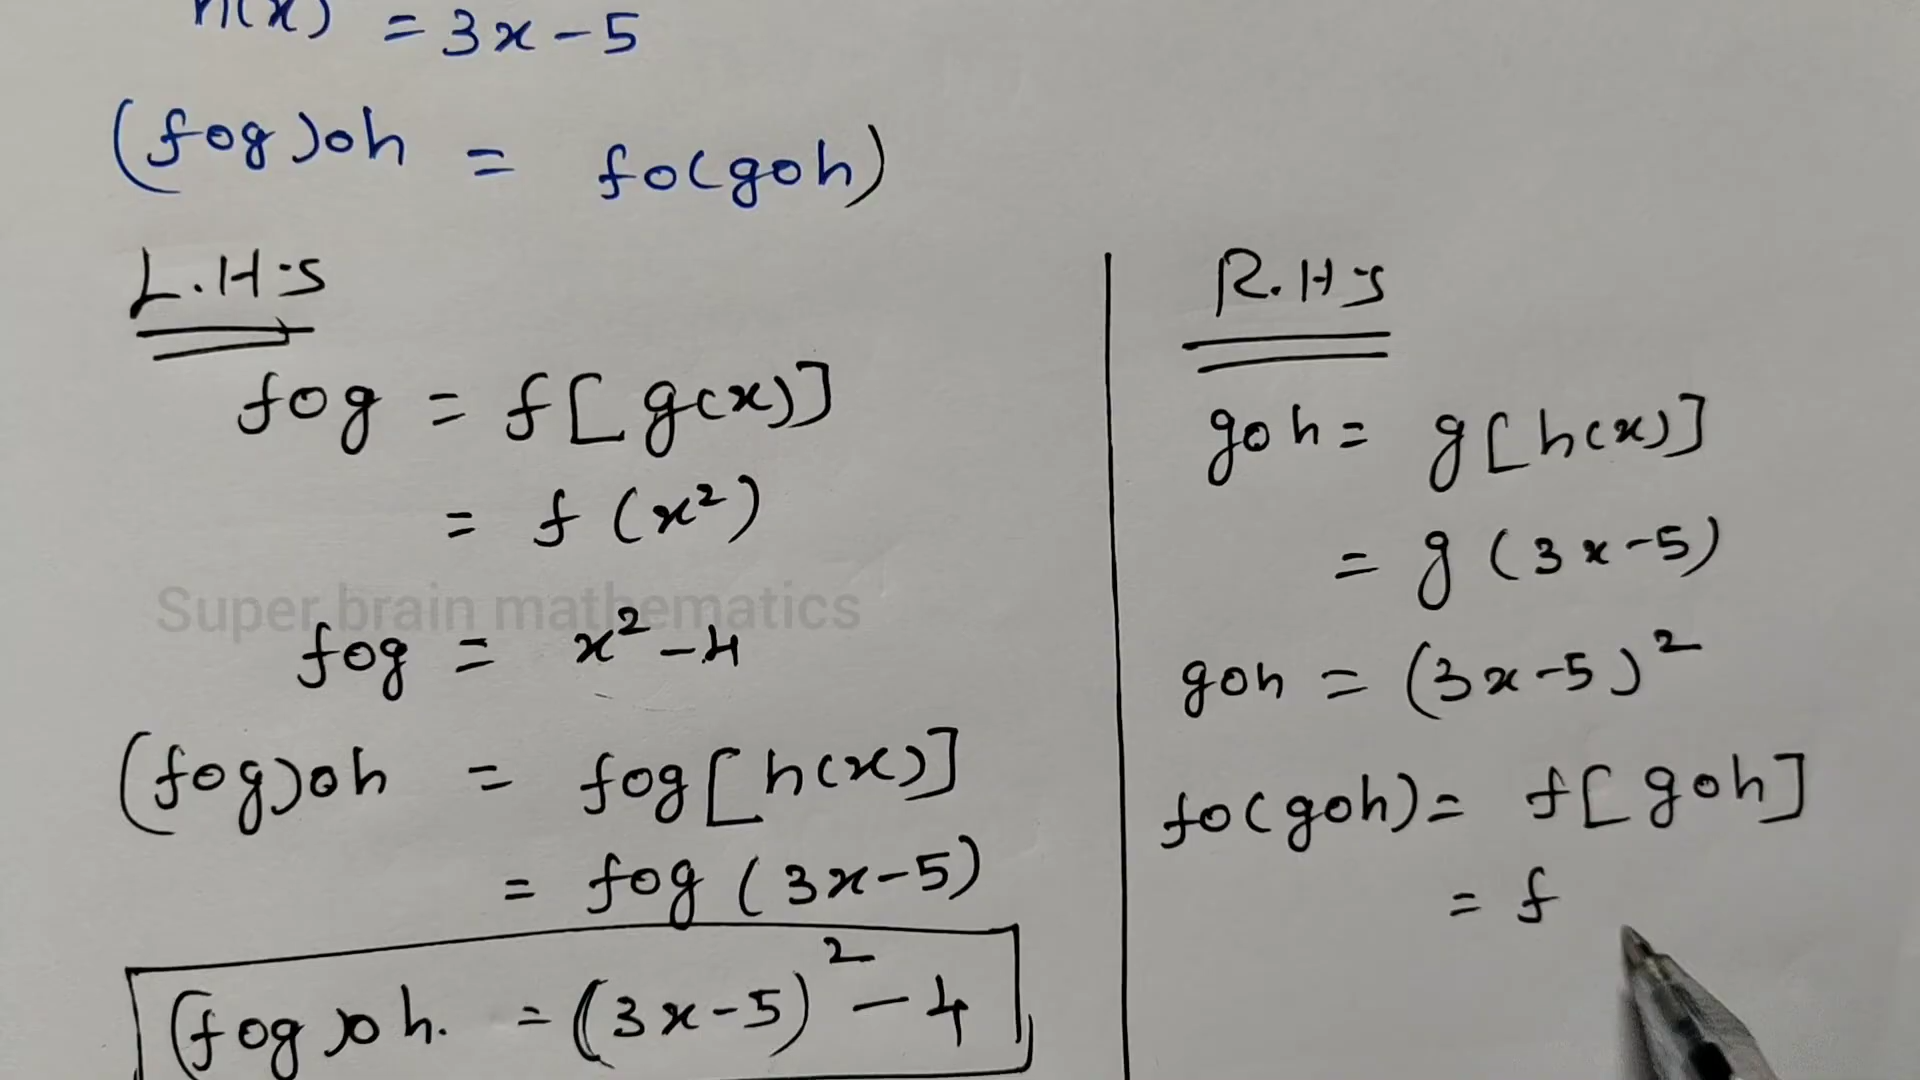 h(x) = 3x - 5
(fog)oh = fo(goh)
L.H.S
fog = f[g(x)]
= f(x²)
fog = x² - 4
(fog)oh = fog[h(x)]
= fog(3x-5)
(fog)oh. = (3x-5)² - 4
R.H.S
goh = g[h(x)]
= g(3x-5)
goh = (3x-5)²
fo(goh) = f[goh]
= f
Super brain mathematics